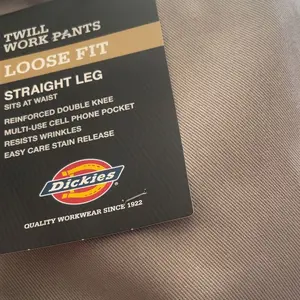 TWILL
WORK PANTS
LOOSE FIT
STRAIGHT LEG
SITS AT WAIST
REINFORCED DOUBLE KNEE
MULTI-USE CELL PHONE POCKET
RESISTS WRINKLES
EASY CARE STAIN RELEASE
Dickies
QUALITY WORKWEAR SINCE 1922